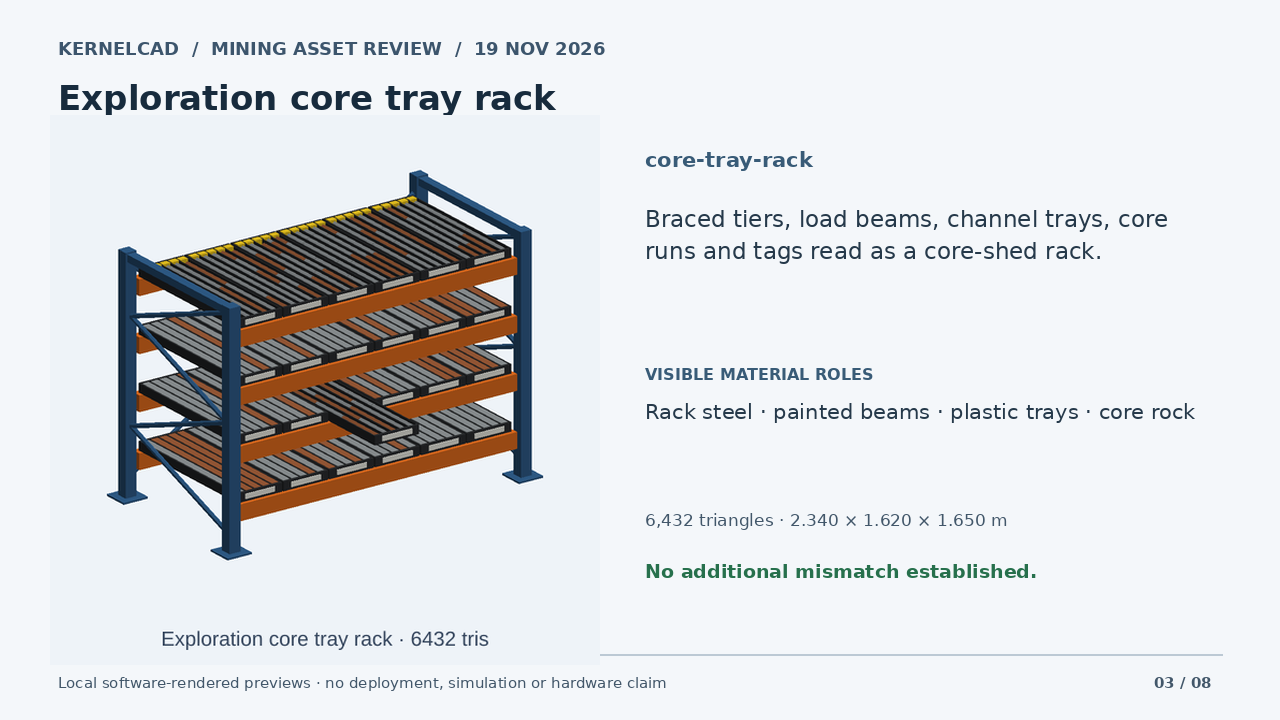 KERNELCAD / MINING ASSET REVIEW / 19 NOV 2026
Exploration core tray rack
core-tray-rack
Braced tiers, load beams, channel trays, core
runs and tags read as a core-shed rack.
VISIBLE MATERIAL ROLES
Rack steel · painted beams · plastic trays · core rock
6,432 triangles · 2.340 × 1.620 × 1.650 m
No additional mismatch established.
Exploration core tray rack · 6432 tris
Local software-rendered previews · no deployment, simulation or hardware claim
03 / 08